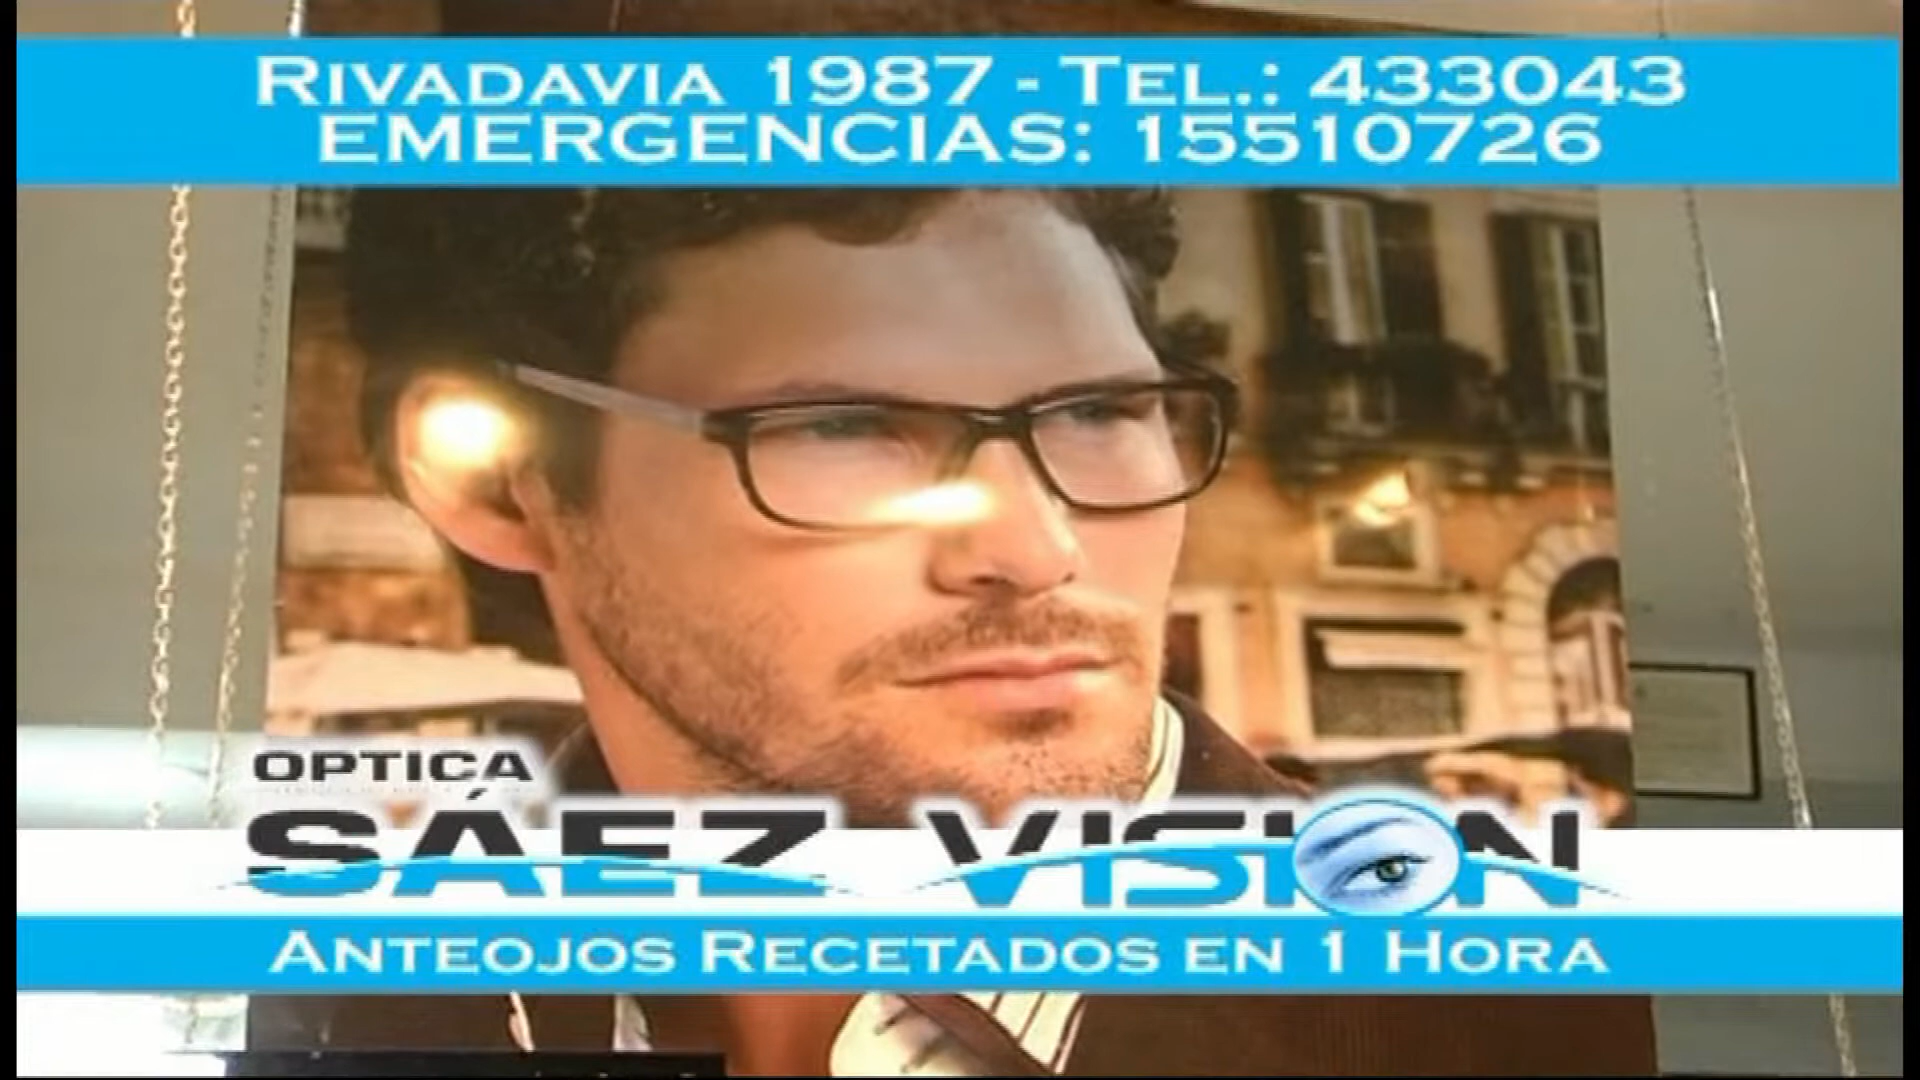 RIVADAVIA 1987 - TEL.: 433043
EMERGENCIAS: 15510726
OPTICA
SÁEZ VISION
ANTEOJOS RECETADOS EN 1 HORA